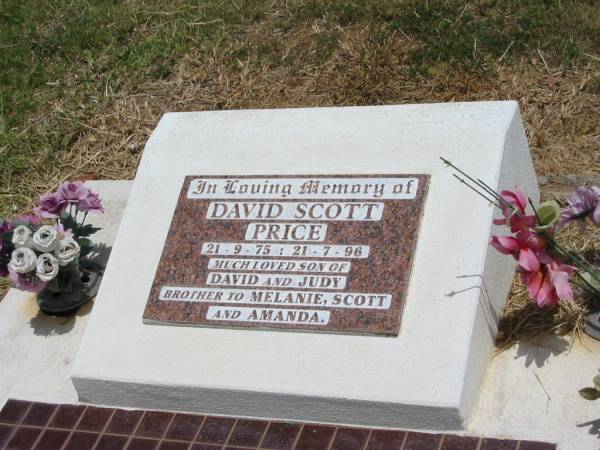 In Loving Memory of
DAVID SCOTT
PRICE
21-9-75 : 21-7-96
MUCH LOVED SON OF
DAVID AND JUDY
BROTHER TO MELANIE, SCOTT
AND AMANDA.